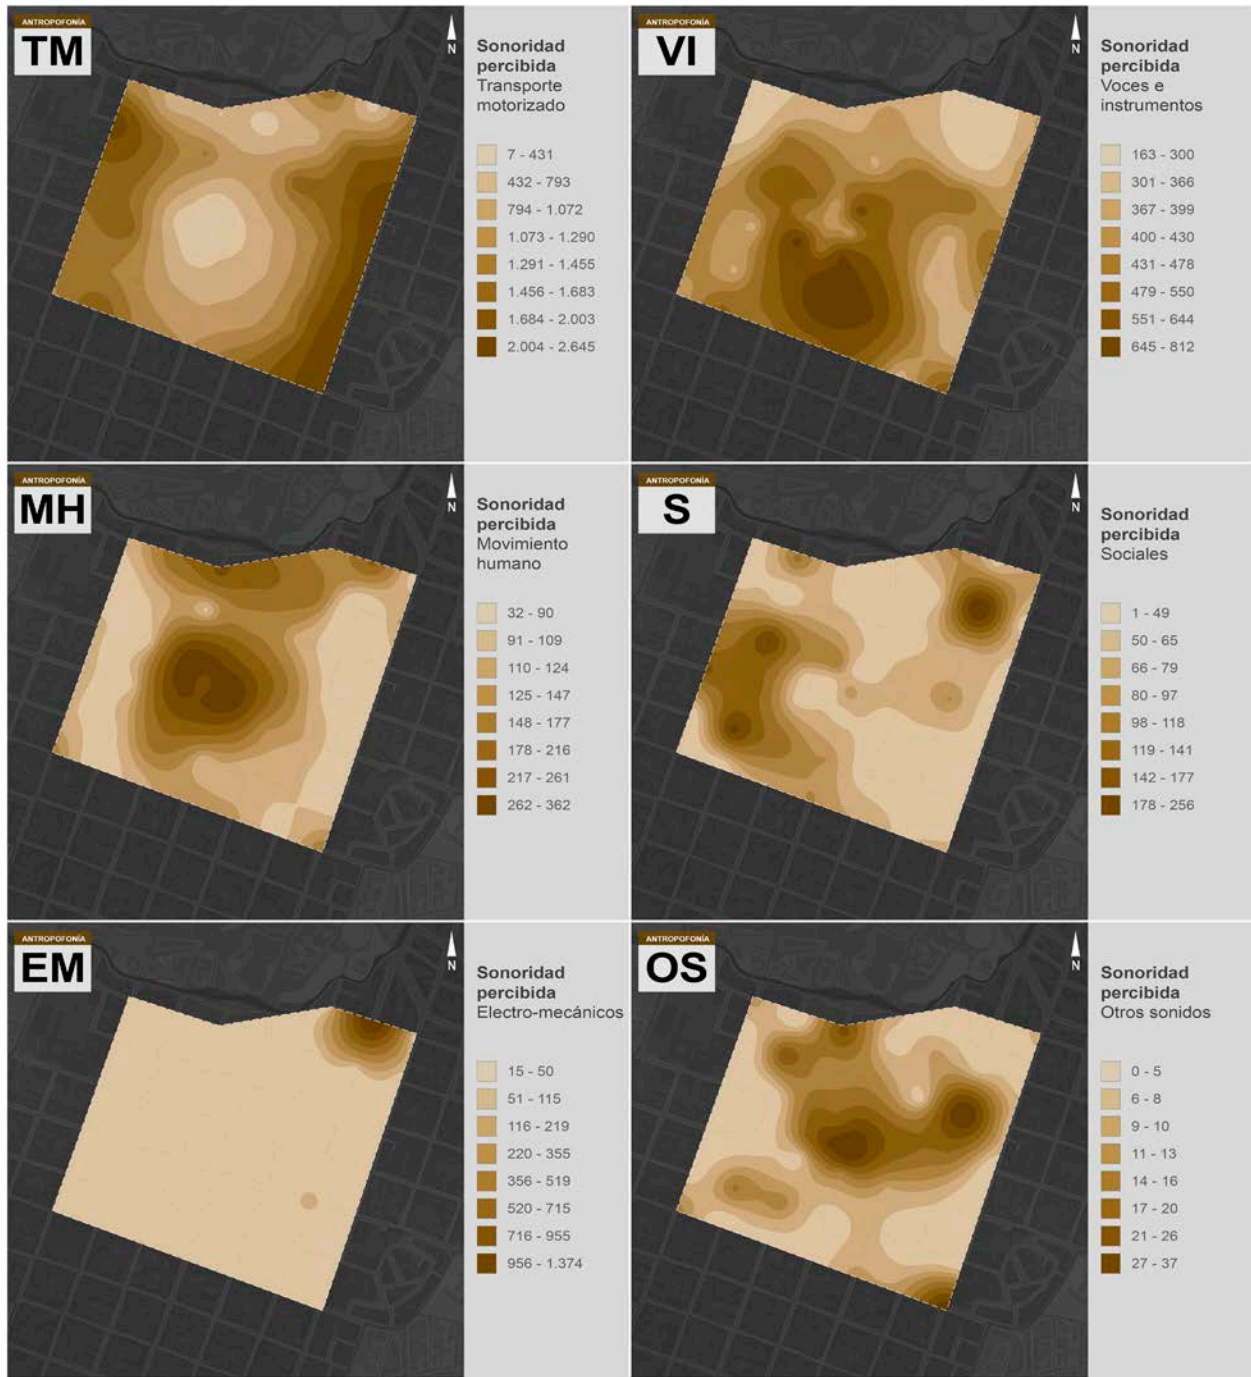 ANTROPOFONÍA
TM
N
Sonoridad
percibida
Transporte
motorizado
7 - 431
432 - 793
794 - 1.072
1.073 - 1.290
1.291 - 1.455
1.456 - 1.683
1.684 - 2.003
2.004 - 2.645
ANTROPOFONÍA
VI
N
Sonoridad
percibida
Voces e
instrumentos
163 - 300
301 - 366
367 - 399
400 - 430
431 - 478
479 - 550
551 - 644
645 - 812
ANTROPOFONÍA
MH
N
Sonoridad
percibida
Movimiento
humano
32 - 90
91 - 109
110 - 124
125 - 147
148 - 177
178 - 216
217 - 261
262 - 362
ANTROPOFONÍA
S
N
Sonoridad
percibida
Sociales
1 - 49
50 - 65
66 - 79
80 - 97
98 - 118
119 - 141
142 - 177
178 - 256
ANTROPOFONÍA
EM
N
Sonoridad
percibida
Electro-mecánicos
15 - 50
51 - 115
116 - 219
220 - 355
356 - 519
520 - 715
716 - 955
956 - 1.374
ANTROPOFONÍA
OS
N
Sonoridad
percibida
Otros sonidos
0 - 5
6 - 8
9 - 10
11 - 13
14 - 16
17 - 20
21 - 26
27 - 37